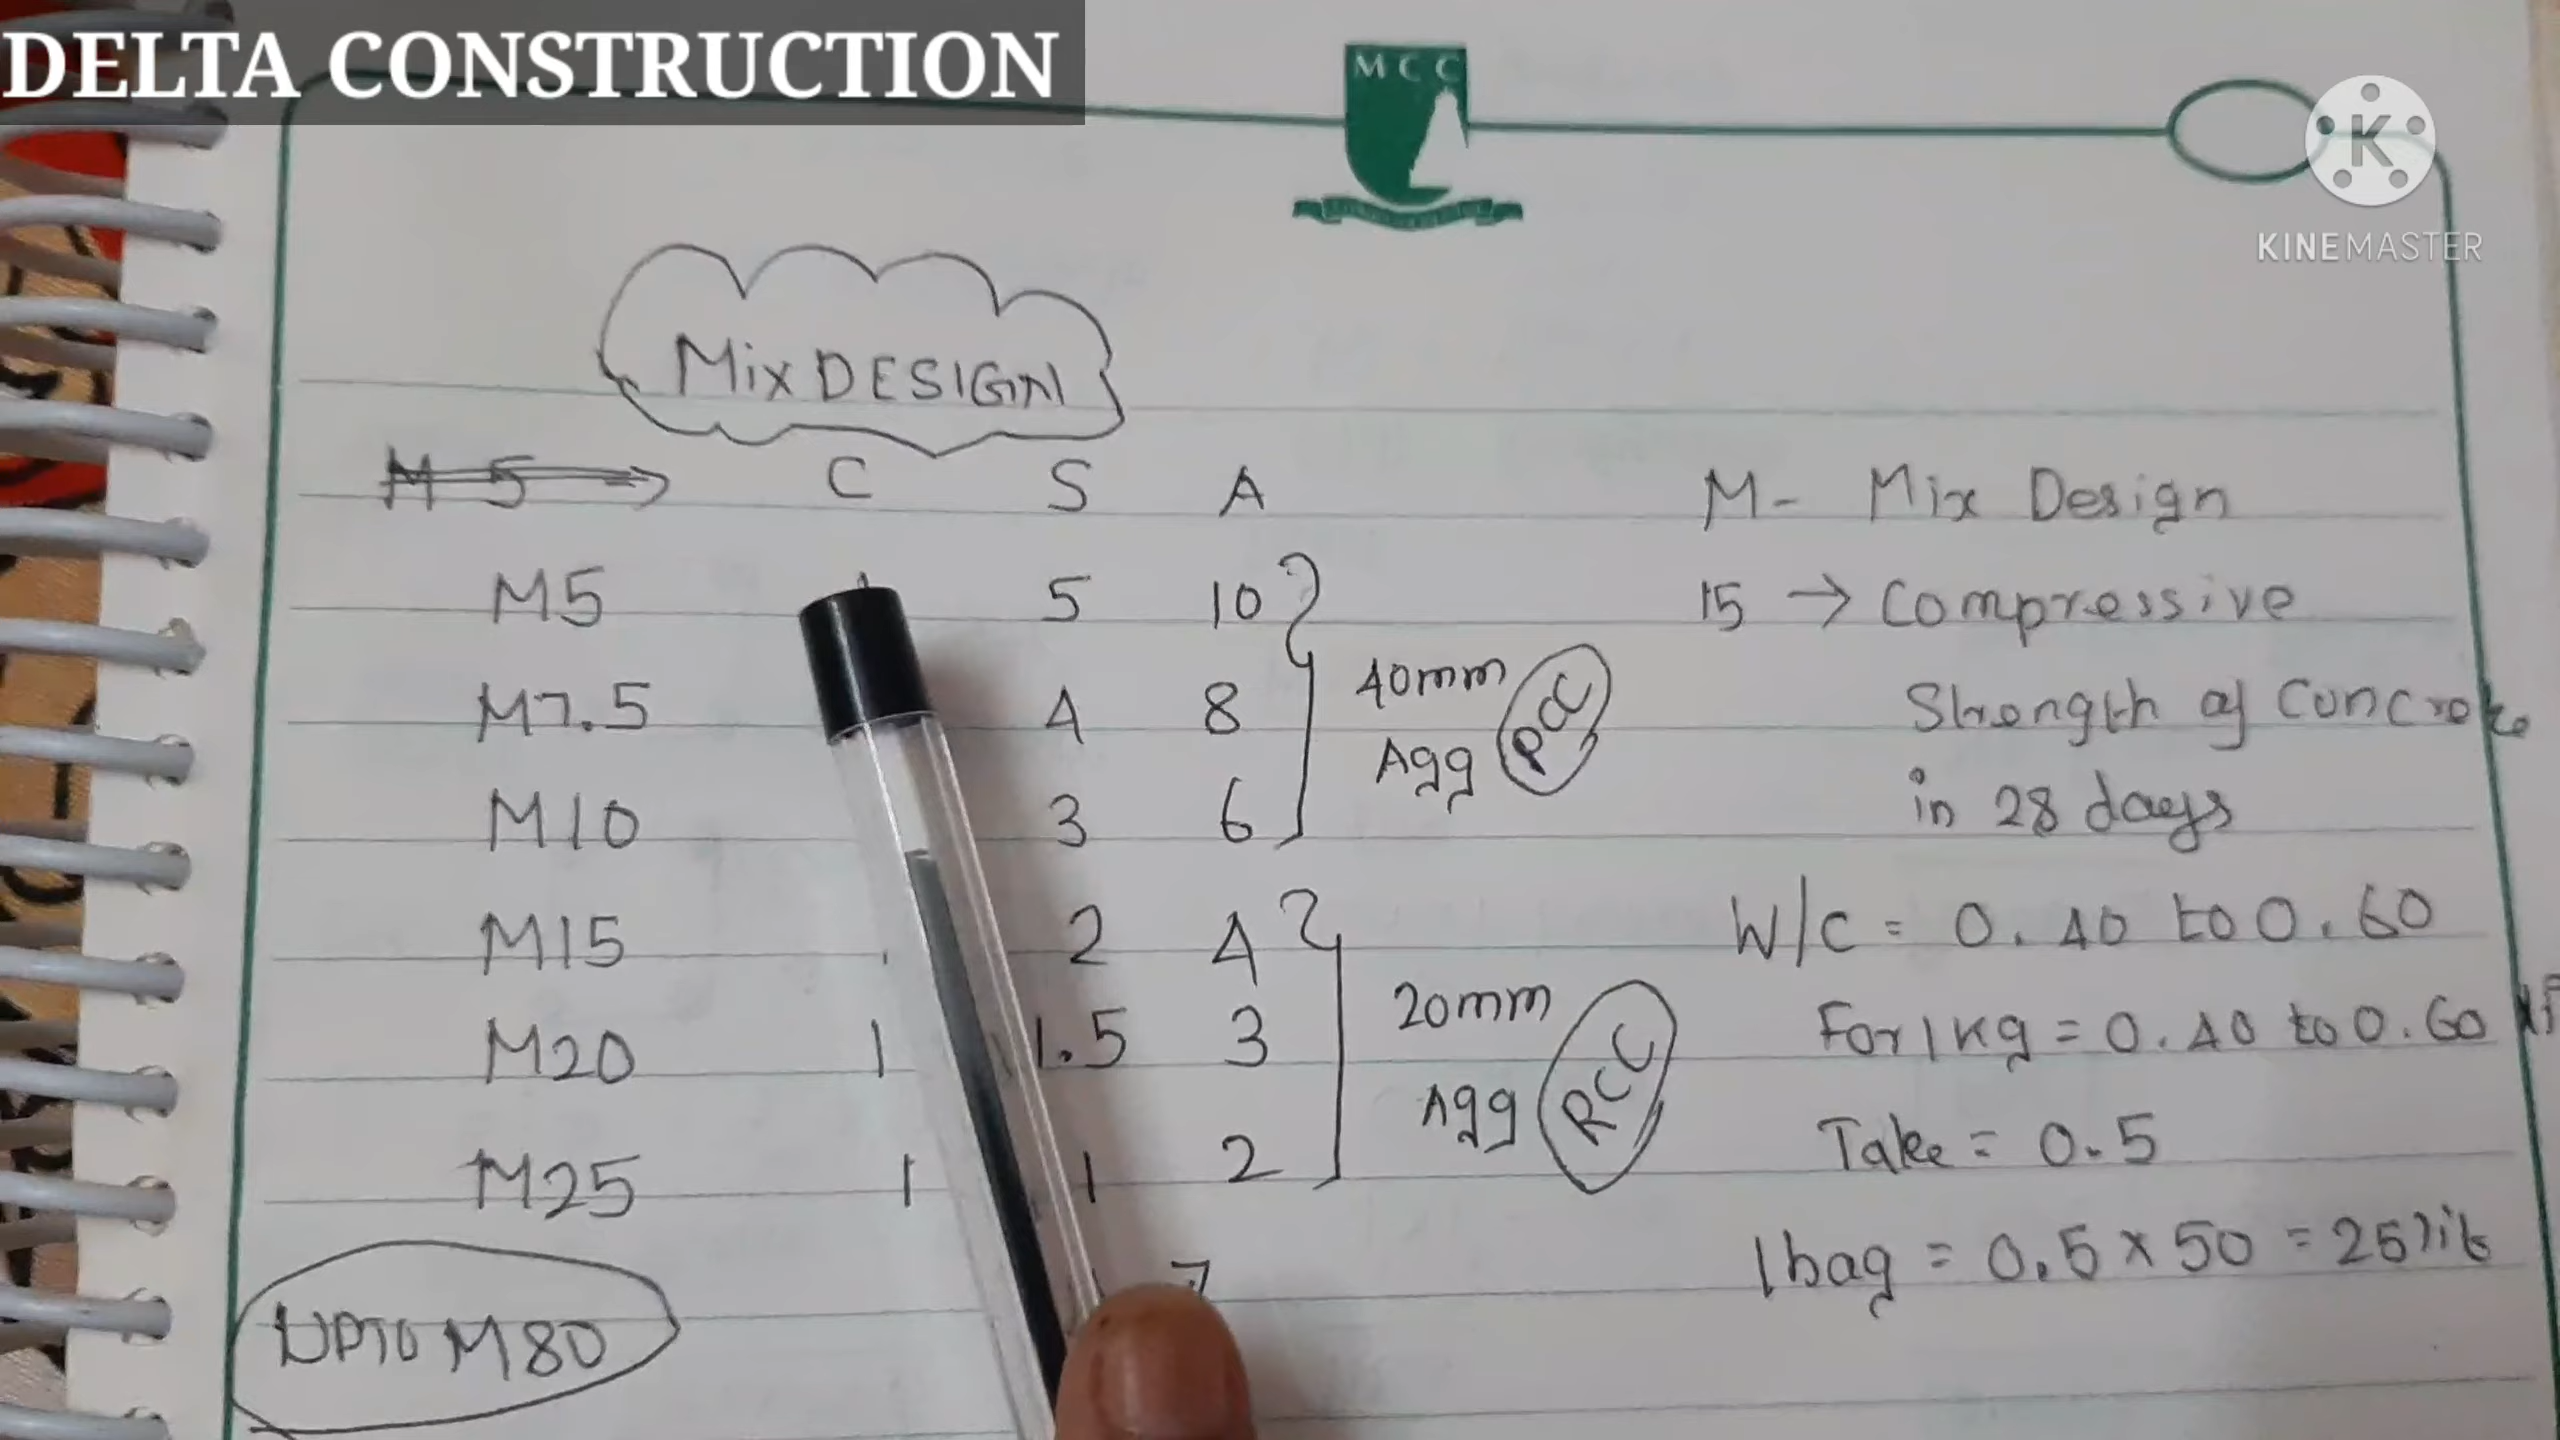 DELTA CONSTRUCTION
MCC
KINEMASTER
Mix DESIGN
M 5 → C S A
M5 5 10
M7.5 4 8
M10 3 6
40mm Agg PCC
M15 2 4
M20 1 1.5 3
M25 1 1 2
20mm Agg RCC
UPTO M80
M - Mix Design
15 → Compressive
Strength of Concrete
in 28 days
W/C = 0.40 to 0.60
For 1 kg = 0.40 to 0.60
Take = 0.5
1 bag = 0.5 x 50 = 25 lit